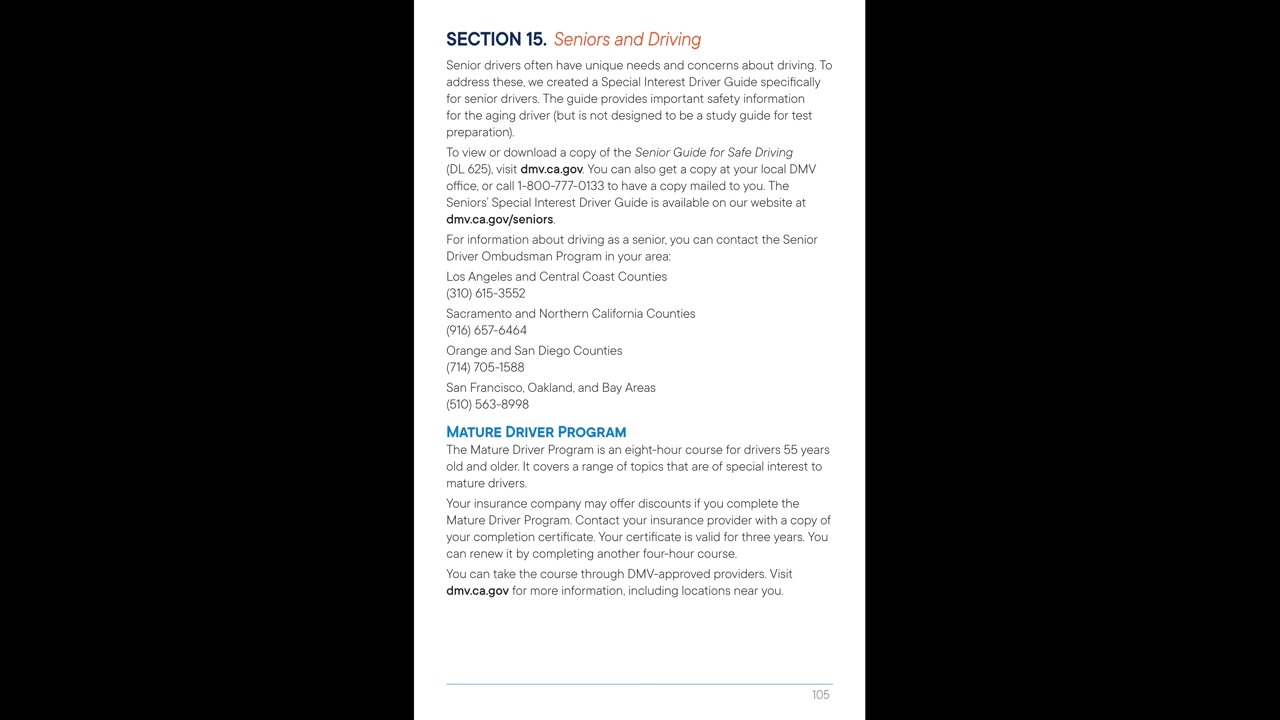 SECTION 15. Seniors and Driving
Senior drivers often have unique needs and concerns about driving. To
address these, we created a Special Interest Driver Guide specifically
for senior drivers. The guide provides important safety information
for the aging driver (but is not designed to be a study guide for test
preparation).
To view or download a copy of the Senior Guide for Safe Driving
(DL 625), visit dmv.ca.gov. You can also get a copy at your local DMV
office, or call 1-800-777-0133 to have a copy mailed to you. The
Seniors' Special Interest Driver Guide is available on our website at
dmv.ca.gov/seniors.
For information about driving as a senior, you can contact the Senior
Driver Ombudsman Program in your area:
Los Angeles and Central Coast Counties
(310) 615-3552
Sacramento and Northern California Counties
(916) 657-6464
Orange and San Diego Counties
(714) 705-1588
San Francisco, Oakland, and Bay Areas
(510) 563-8998
MATURE DRIVER PROGRAM
The Mature Driver Program is an eight-hour course for drivers 55 years
old and older. It covers a range of topics that are of special interest to
mature drivers.
Your insurance company may offer discounts if you complete the
Mature Driver Program. Contact your insurance provider with a copy of
your completion certificate. Your certificate is valid for three years. You
can renew it by completing another four-hour course.
You can take the course through DMV-approved providers. Visit
dmv.ca.gov for more information, including locations near you.
105